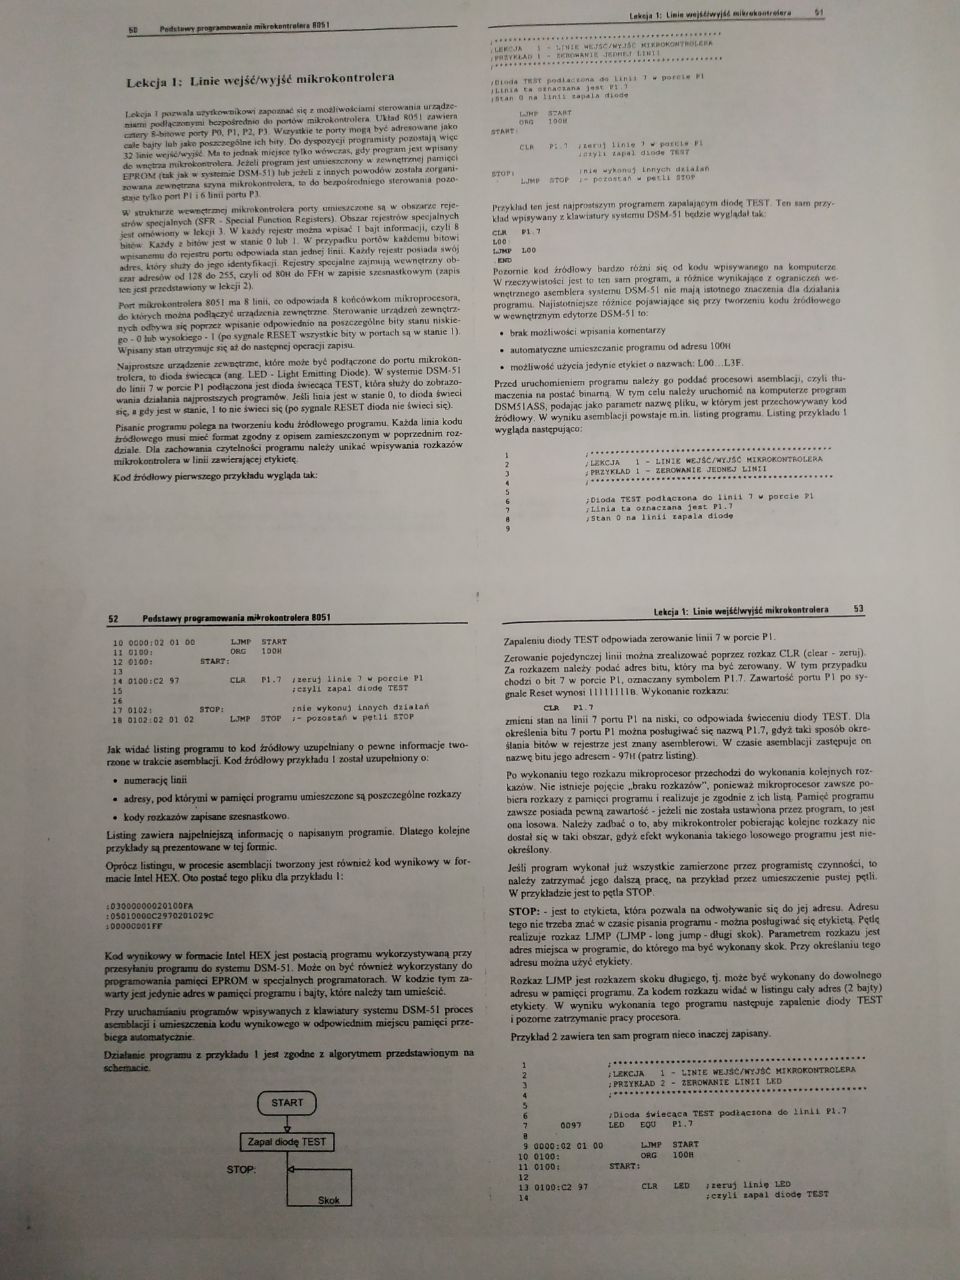 50 Podstawy programowania mikrokontrolera 8051
Lekcja 1: Linie wejść/wyjść mikrokontrolera
Lekcja 1 pozwala użytkownikowi zapoznać się z możliwościami sterowania urządze-
niami podłączonymi bezpośrednio do portów mikrokontrolera. Układ 8051 zawiera
cztery 8-bitowe porty P0, P1, P2, P3. Wszystkie te porty mogą być adresowane jako
całe bajty lub jako poszczególne ich bity. Do dyspozycji programisty pozostają więc
32 linie wejść/wyjść. Ma to jednak miejsce tylko wówczas, gdy program jest wpisany
do wnętrza mikrokontrolera. Jeżeli program jest umieszczony w zewnętrznej pamięci
EPROM (tak jak w systemie DSM-51) lub jeżeli z innych powodów została zorgani-
zowana zewnętrzna szyna mikrokontrolera, to do bezpośredniego sterowania pozo-
staje tylko port P1 i 6 linii portu P3.
W strukturze wewnętrznej mikrokontrolera porty umieszczone są w obszarze reje-
strów specjalnych (SFR - Special Function Registers). Obszar rejestrów specjalnych
jest omówiony w lekcji 3. W każdy rejestr można wpisać 1 bajt informacji, czyli 8
bitów. Każdy z bitów jest w stanie 0 lub 1. W przypadku portów każdemu bitowi
wpisanemu do rejestru portu odpowiada stan jednej linii. Każdy rejestr posiada swój
adres, który służy do jego identyfikacji. Rejestry specjalne zajmują wewnętrzny ob-
szar adresów od 128 do 255, czyli od 80H do FFH w zapisie szesnastkowym (zapis
ten jest przedstawiony w lekcji 2).
Port mikrokontrolera 8051 ma 8 linii, co odpowiada 8 końcówkom mikroprocesora,
do których można podłączyć urządzenia zewnętrzne. Sterowanie urządzeń zewnętrz-
nych odbywa się poprzez wpisanie odpowiednio na poszczególne bity stanu niskie-
go - 0 lub wysokiego - 1 (po sygnale RESET wszystkie bity w portach są w stanie 1).
Wpisany stan utrzymuje się aż do następnej operacji zapisu.
Najprostsze urządzenie zewnętrzne, które może być podłączone do portu mikrokon-
trolera, to dioda świecąca (ang. LED - Light Emitting Diode). W systemie DSM-51
do linii 7 w porcie P1 podłączona jest dioda świecąca TEST, która służy do zobrazo-
wania działania najprostszych programów. Jeśli linia jest w stanie 0, to dioda świeci
się, a gdy jest w stanie, 1 to nie świeci się (po sygnale RESET dioda nie świeci się).
Pisanie programu polega na tworzeniu kodu źródłowego programu. Każda linia kodu
źródłowego musi mieć format zgodny z opisem zamieszczonym w poprzednim roz-
dziale. Dla zachowania czytelności programu należy unikać wpisywania rozkazów
mikrokontrolera w linii zawierającej etykietę.
Kod źródłowy pierwszego przykładu wygląda tak:
Lekcja 1: Linie wejść/wyjść mikrokontrolera 51
;****************************************
;LEKCJA 1 - LINIE WEJŚĆ/WYJŚĆ MIKROKONTROLERA
;PRZYKŁAD 1 - ZEROWANIE JEDNEJ LINII
;****************************************
;Dioda TEST podłączona do linii 7 w porcie P1
;Linia ta oznaczana jest P1.7
;Stan 0 na linii zapala diodę
LJMP START
ORG 100H
START:
CLR P1.7 ;zeruj linię 7 w porcie P1
;czyli zapal diodę TEST
STOP: ;nie wykonuj innych działań
LJMP STOP ;- pozostań w pętli STOP
Przykład ten jest najprostszym programem zapalającym diodę TEST. Ten sam przy-
kład wpisywany z klawiatury systemu DSM-51 będzie wyglądał tak:
CLR P1.7
L00
LJMP L00
.END
Pozornie kod źródłowy bardzo różni się od kodu wpisywanego na komputerze.
W rzeczywistości jest to ten sam program, a różnice wynikające z ograniczeń we-
wnętrznego asemblera systemu DSM-51 nie mają istotnego znaczenia dla działania
programu. Najistotniejsze różnice pojawiające się przy tworzeniu kodu źródłowego
w wewnętrznym edytorze DSM-51 to:
• brak możliwości wpisania komentarzy
• automatyczne umieszczanie programu od adresu 100H
• możliwość użycia jedynie etykiet o nazwach: L00...L3F.
Przed uruchomieniem programu należy go poddać procesowi asemblacji, czyli tłu-
maczenia na postać binarną. W tym celu należy uruchomić na komputerze program
DSM51ASS, podając jako parametr nazwę pliku, w którym jest przechowywany kod
źródłowy. W wyniku asemblacji powstaje m.in. listing programu. Listing przykładu 1
wygląda następująco:
1 ;****************************************
2 ;LEKCJA 1 - LINIE WEJŚĆ/WYJŚĆ MIKROKONTROLERA
3 ;PRZYKŁAD 1 - ZEROWANIE JEDNEJ LINII
4 ;****************************************
5
6 ;Dioda TEST podłączona do linii 7 w porcie P1
7 ;Linia ta oznaczana jest P1.7
8 ;Stan 0 na linii zapala diodę
9
52 Podstawy programowania mikrokontrolera 8051
10 0000:02 01 00 LJMP START
11 0100: ORG 100H
12 0100: START:
13
14 0100:C2 97 CLR P1.7 ;zeruj linie 7 w porcie P1
15 ;czyli zapal diodę TEST
16
17 0102: STOP: ;nie wykonuj innych działań
18 0102:02 01 02 LJMP STOP ;- pozostań w pętli STOP
Jak widać listing programu to kod źródłowy uzupełniany o pewne informacje two-
rzone w trakcie asemblacji. Kod źródłowy przykładu 1 został uzupełniony o:
• numerację linii
• adresy, pod którymi w pamięci programu umieszczone są poszczególne rozkazy
• kody rozkazów zapisane szesnastkowo.
Listing zawiera najpełniejszą informację o napisanym programie. Dlatego kolejne
przykłady są prezentowane w tej formie.
Oprócz listingu, w procesie asemblacji tworzony jest również kod wynikowy w for-
macie Intel HEX. Oto postać tego pliku dla przykładu 1:
:03000000020100FA
:05010000C2970201029C
:00000001FF
Kod wynikowy w formacie Intel HEX jest postacią programu wykorzystywaną przy
przesyłaniu programu do systemu DSM-51. Może on być również wykorzystany do
programowania pamięci EPROM w specjalnych programatorach. W kodzie tym za-
warty jest jedynie adres w pamięci programu i bajty, które należy tam umieścić.
Przy uruchamianiu programów wpisywanych z klawiatury systemu DSM-51 proces
asemblacji i umieszczenia kodu wynikowego w odpowiednim miejscu pamięci prze-
biega automatycznie.
Działanie programu z przykładu 1 jest zgodne z algorytmem przedstawionym na
schemacie.
START
Zapal diodę TEST
STOP:
Skok
Lekcja 1: Linie wejść/wyjść mikrokontrolera 53
Zapaleniu diody TEST odpowiada zerowanie linii 7 w porcie P1.
Zerowanie pojedynczej linii można zrealizować poprzez rozkaz CLR (clear - zeruj).
Za rozkazem należy podać adres bitu, który ma być zerowany. W tym przypadku
chodzi o bit 7 w porcie P1, oznaczany symbolem P1.7. Zawartość portu P1 po sy-
gnale Reset wynosi 11111111B. Wykonanie rozkazu:
CLR P1.7
zmieni stan na linii 7 portu P1 na niski, co odpowiada świeceniu diody TEST. Dla
określenia bitu 7 portu P1 można posługiwać się nazwą P1.7, gdyż taki sposób okre-
ślania bitów w rejestrze jest znany asemblerowi. W czasie asemblacji zastępuje on
nazwę bitu jego adresem - 97H (patrz listing).
Po wykonaniu tego rozkazu mikroprocesor przechodzi do wykonania kolejnych roz-
kazów. Nie istnieje pojęcie „braku rozkazów”, ponieważ mikroprocesor zawsze po-
biera rozkazy z pamięci programu i realizuje je zgodnie z ich listą. Pamięć programu
zawsze posiada pewną zawartość - jeżeli nie została ustawiona przez program, to jest
ona losowa. Należy zadbać o to, aby mikrokontroler pobierając kolejne rozkazy nie
dostał się w taki obszar, gdyż efekt wykonania takiego losowego programu jest nie-
określony.
Jeśli program wykonał już wszystkie zamierzone przez programistę czynności, to
należy zatrzymać jego dalszą pracę, na przykład przez umieszczenie pustej pętli.
W przykładzie jest to pętla STOP.
STOP: - jest to etykieta, która pozwala na odwoływanie się do jej adresu. Adresu
tego nie trzeba znać w czasie pisania programu - można posługiwać się etykietą. Pętlę
realizuje rozkaz LJMP (LJMP - long jump - długi skok). Parametrem rozkazu jest
adres miejsca w programie, do którego ma być wykonany skok. Przy określaniu tego
adresu można użyć etykiety.
Rozkaz LJMP jest rozkazem skoku długiego, tj. może być wykonany do dowolnego
adresu w pamięci programu. Za kodem rozkazu widać w listingu cały adres (2 bajty)
etykiety. W wyniku wykonania tego programu następuje zapalenie diody TEST
i pozorne zatrzymanie pracy procesora.
Przykład 2 zawiera ten sam program nieco inaczej zapisany.
1 ;****************************************
2 ;LEKCJA 1 - LINIE WEJŚĆ/WYJŚĆ MIKROKONTROLERA
3 ;PRZYKŁAD 2 - ZEROWANIE LINII LED
4 ;****************************************
5
6 ;Dioda świecąca TEST podłączona do linii P1.7
7 0097 LED EQU P1.7
8
9 0000:02 01 00 LJMP START
10 0100: ORG 100H
11 0100: START:
12
13 0100:C2 97 CLR LED ;zeruj linię LED
14 ;czyli zapal diodę TEST